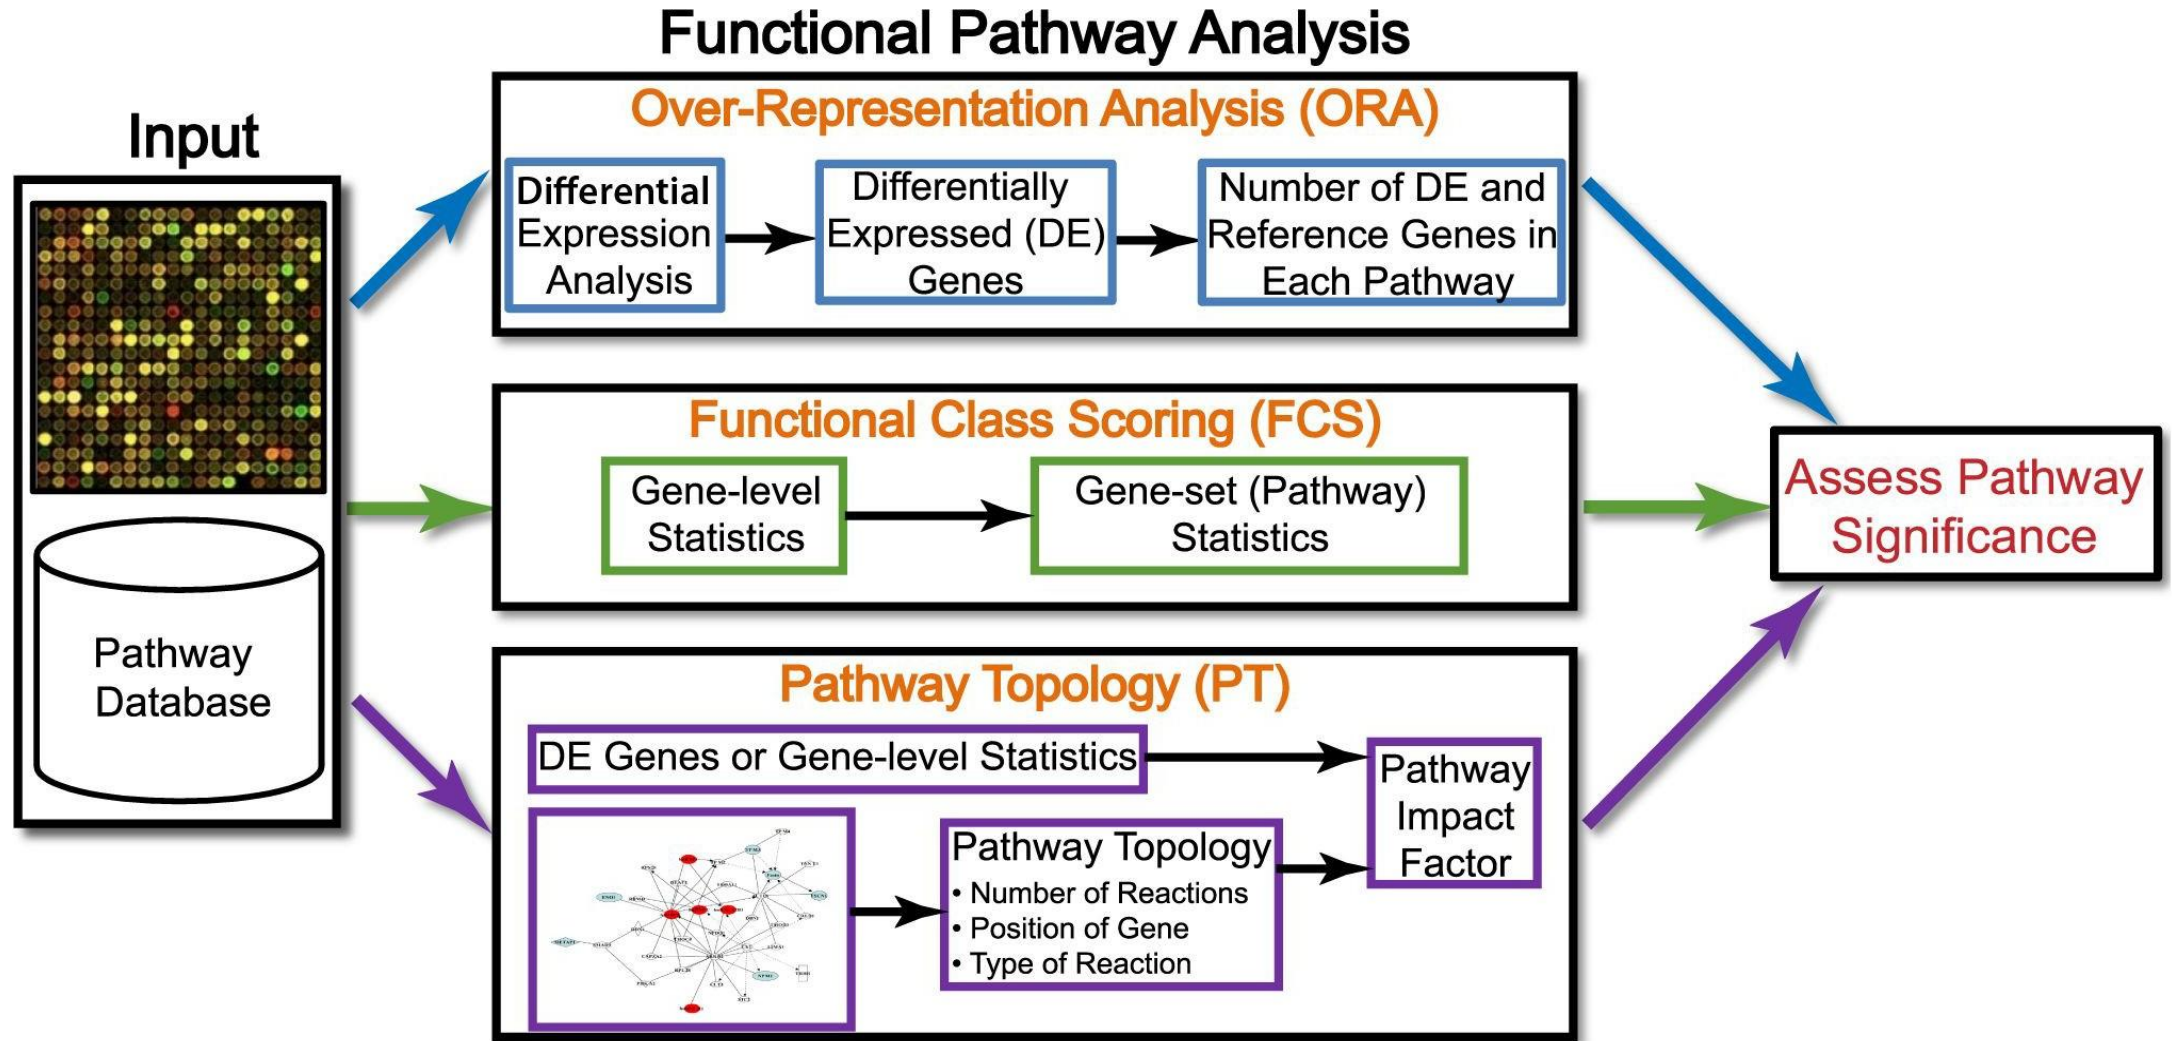 Functional Pathway Analysis
Input
Pathway
Database
Over-Representation Analysis (ORA)
Differential
Expression
Analysis
Differentially
Expressed (DE)
Genes
Number of DE and
Reference Genes in
Each Pathway
Functional Class Scoring (FCS)
Gene-level
Statistics
Gene-set (Pathway)
Statistics
Pathway Topology (PT)
DE Genes or Gene-level Statistics
Pathway Topology
• Number of Reactions
• Position of Gene
• Type of Reaction
Pathway
Impact
Factor
Assess Pathway
Significance